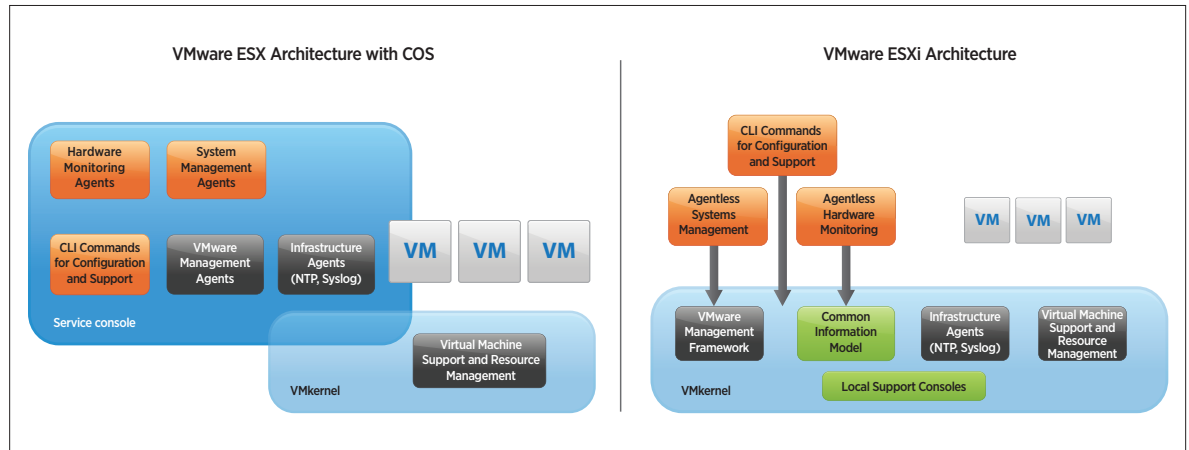 VMware ESX Architecture with COS
Hardware
Monitoring
Agents
System
Management
Agents
CLI Commands
for Configuration
and Support
VMware
Management
Agents
Infrastructure
Agents
(NTP, Syslog)
VM
VM
VM
Service console
Virtual Machine
Support and Resource
Management
VMkernel
VMware ESXi Architecture
CLI Commands
for Configuration
and Support
Agentless
Systems
Management
Agentless
Hardware
Monitoring
VM
VM
VM
VMware
Management
Framework
Common
Information
Model
Infrastructure
Agents
(NTP, Syslog)
Virtual Machine
Support and
Resource
Management
Local Support Consoles
VMkernel